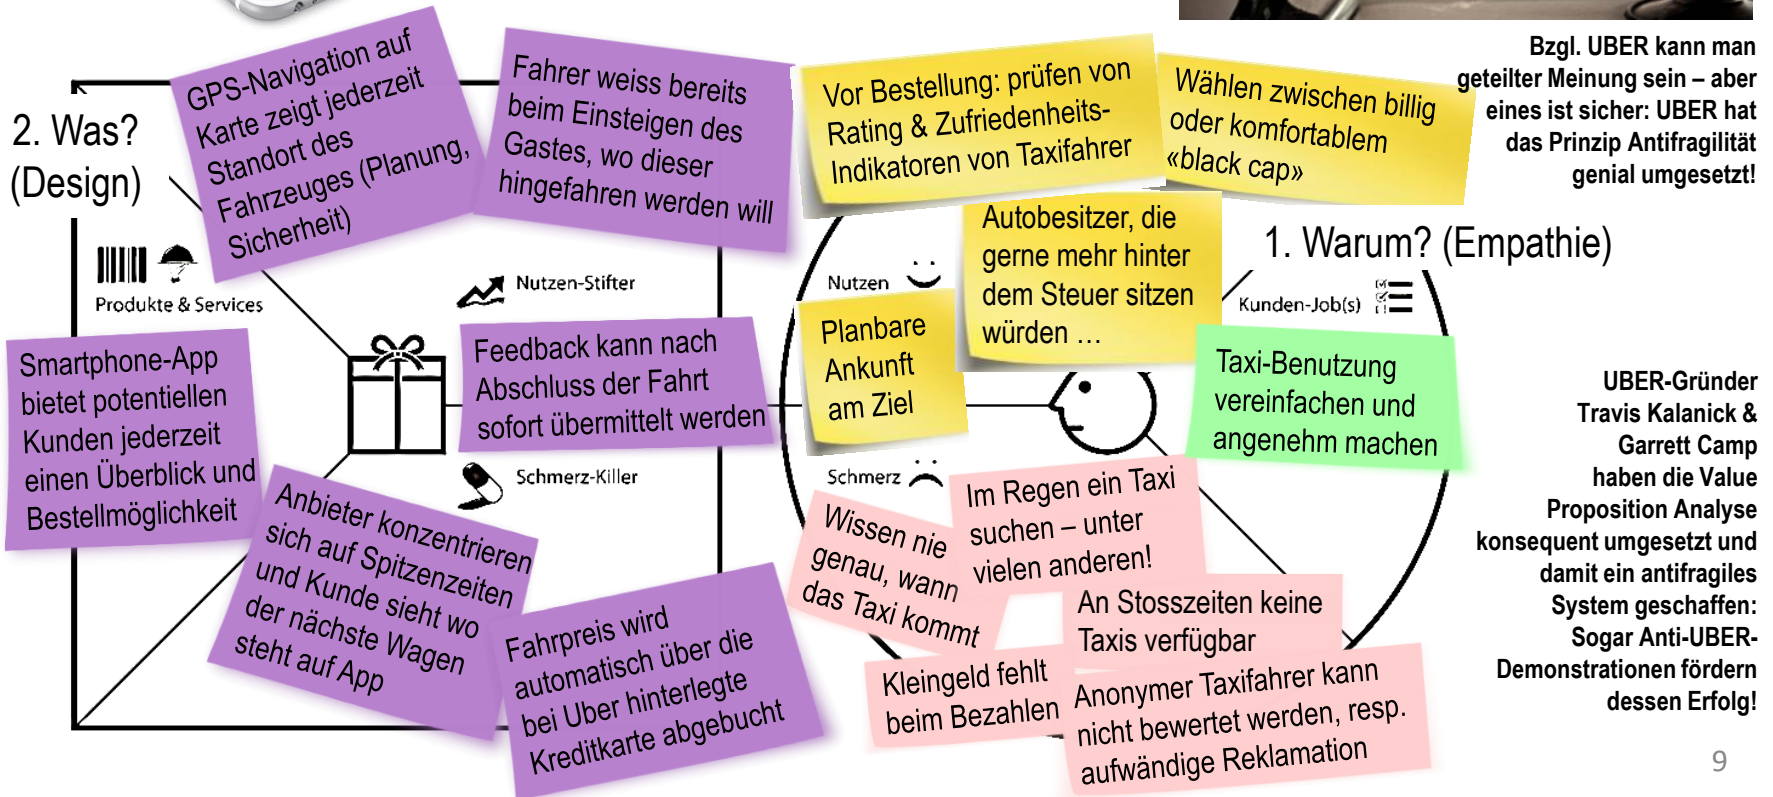 2. Was?
(Design)
GPS-Navigation auf
Karte zeigt jederzeit
Standort des
Fahrzeuges (Planung,
Sicherheit)
Fahrer weiss bereits
beim Einsteigen des
Gastes, wo dieser
hingefahren werden will
Produkte & Services
Nutzen-Stifter
Smartphone-App
bietet potentiellen
Kunden jederzeit
einen Überblick und
Bestellmöglichkeit
Feedback kann nach
Abschluss der Fahrt
sofort übermittelt werden
Schmerz-Killer
Anbieter konzentrieren
sich auf Spitzenzeiten
und Kunde sieht wo
der nächste Wagen
steht auf App
Fahrpreis wird
automatisch über die
bei Uber hinterlegte
Kreditkarte abgebucht
Vor Bestellung: prüfen von
Rating & Zufriedenheits-
Indikatoren von Taxifahrer
Wählen zwischen billig
oder komfortablem
«black cap»
1. Warum? (Empathie)
Nutzen
Autobesitzer, die
gerne mehr hinter
dem Steuer sitzen
würden …
Kunden-Job(s)
Planbare
Ankunft
am Ziel
Taxi-Benutzung
vereinfachen und
angenehm machen
Schmerz
Wissen nie
genau, wann
das Taxi kommt
Im Regen ein Taxi
suchen – unter
vielen anderen!
An Stosszeiten keine
Taxis verfügbar
Kleingeld fehlt
beim Bezahlen
Anonymer Taxifahrer kann
nicht bewertet werden, resp.
aufwändige Reklamation
Bzgl. UBER kann man
geteilter Meinung sein – aber
eines ist sicher: UBER hat
das Prinzip Antifragilität
genial umgesetzt!
UBER-Gründer
Travis Kalanick &
Garrett Camp
haben die Value
Proposition Analyse
konsequent umgesetzt und
damit ein antifragiles
System geschaffen:
Sogar Anti-UBER-
Demonstrationen fördern
dessen Erfolg!
9